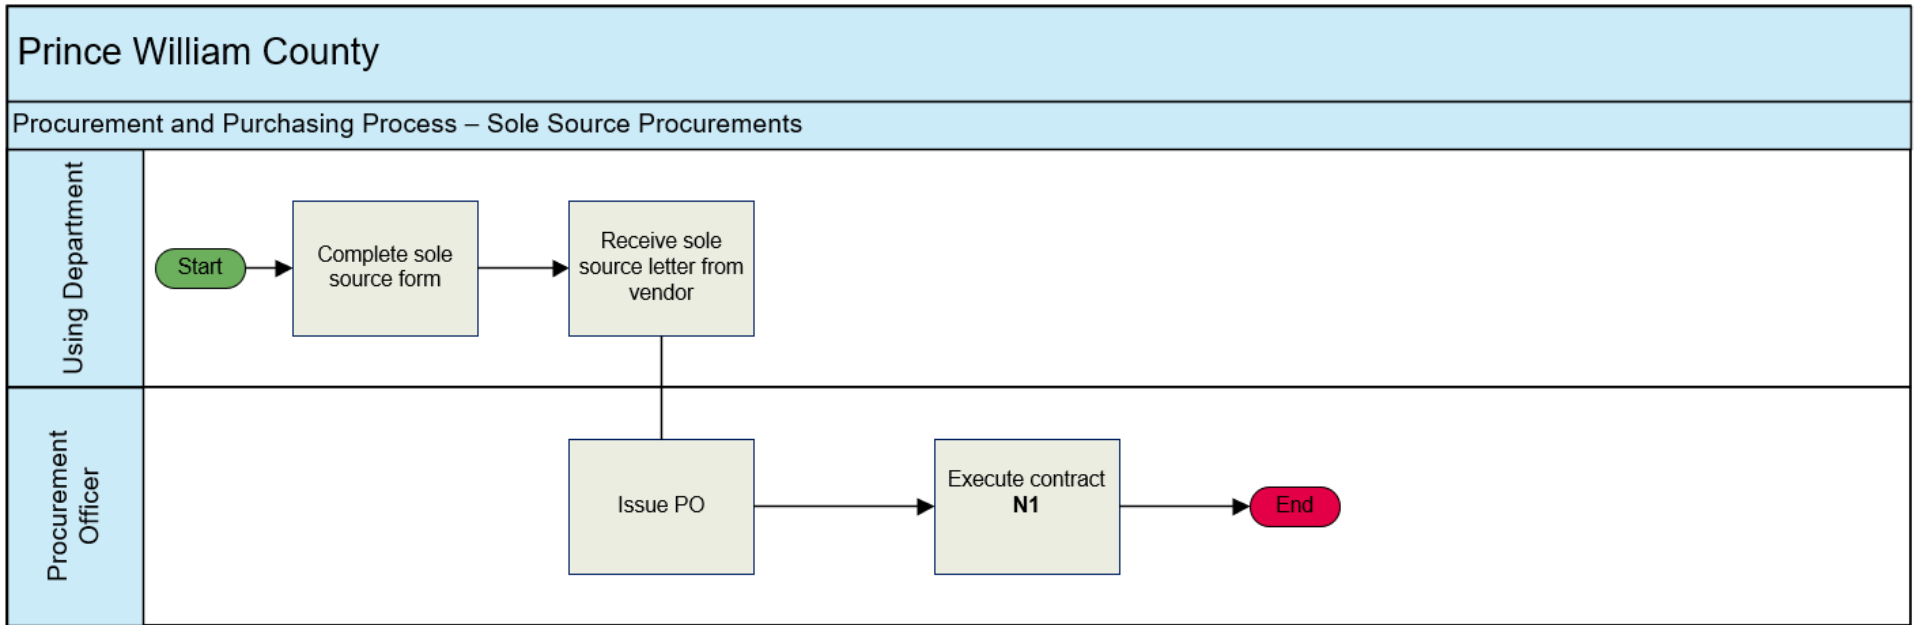 Prince William County
Procurement and Purchasing Process – Sole Source Procurements
Using Department
Start
Complete sole
source form
Receive sole
source letter from
vendor
Procurement
Officer
Issue PO
Execute contract
N1
End